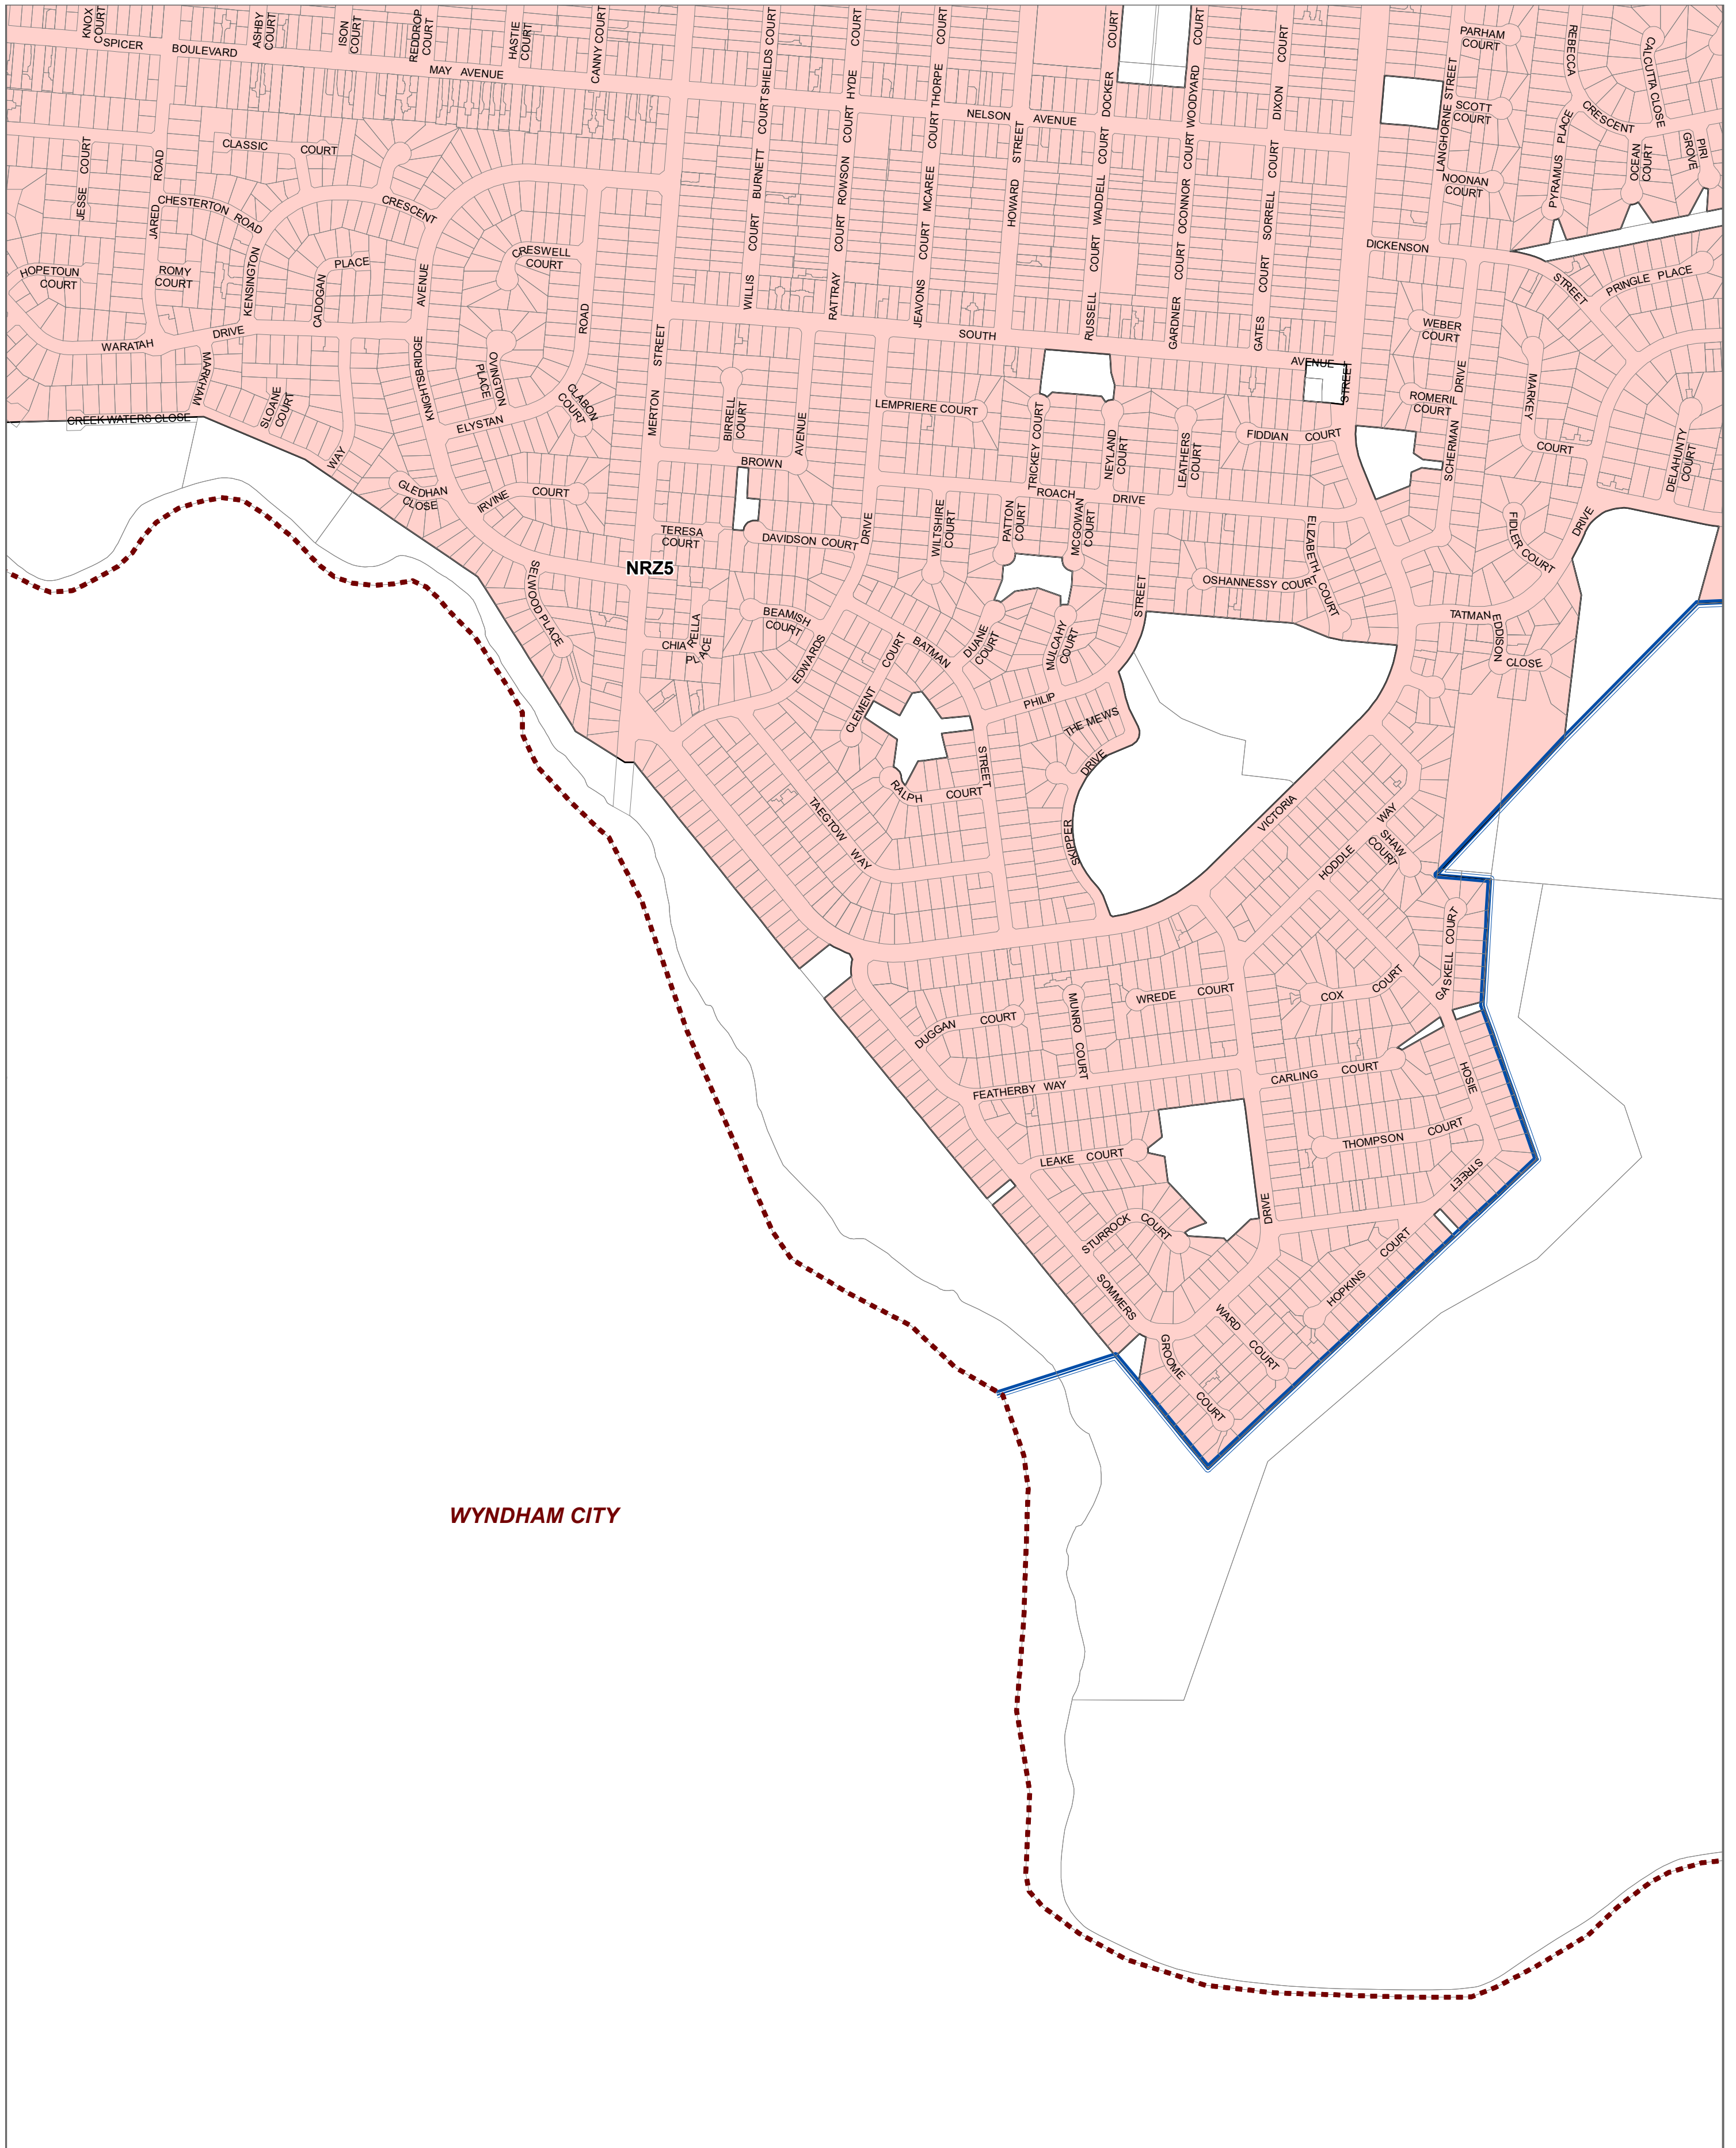 KNOX
COURT
SPICER
BOULEVARD
ASHBY
COURT
ISON
COURT
REDDROP
COURT
HASTIE
COURT
CANNY COURT
MAY AVENUE
SHIELDS COURT
HYDE COURT
THORPE COURT
DOCKER COURT
WOODYARD COURT
DIXON COURT
PARHAM
COURT
REBECCA
CRESCENT
CALCUTTA CLOSE
LANGHORNE STREET
SCOTT
COURT
NELSON AVENUE
JESSE COURT
JARED ROAD
CLASSIC COURT
BURNETT COURT
ROWSON COURT
MCAREE COURT
HOWARD STREET
WADDELL COURT
OCONNOR COURT
SORRELL COURT
NOONAN
COURT
PYRAMUS PLACE
OCEAN
COURT
PIRI
GROVE
CHESTERTON ROAD
CRESCENT
KENSINGTON
HOPETOUN
COURT
ROMY
COURT
CADOGAN
PLACE
AVENUE
CRESWELL
COURT
ROAD
WILLIS COURT
RATTRAY COURT
JEAVONS COURT
RUSSELL COURT
GARDNER COURT
GATES COURT
DICKENSON
STREET
PRINGLE PLACE
WARATAH
DRIVE
MARKHAM
WAY
SLOANE
COURT
KNIGHTSBRIDGE
OVINGTON
PLACE
CLABON
COURT
ELYSTAN
MERTON
STREET
SOUTH
AVENUE
STREET
WEBER
COURT
ROMERIL
COURT
SCHERMAN DRIVE
MARKEY
COURT
DELAHUNTY
COURT
CREEK WATERS CLOSE
BIRRELL
COURT
AVENUE
LEMPRIERE COURT
TRICKEY COURT
NEYLAND
COURT
LEATHERS
COURT
FIDDIAN COURT
BROWN
GLEDHAN
CLOSE
IRVINE COURT
ROACH
DRIVE
TERESA
COURT
DAVIDSON COURT
DRIVE
WILTSHIRE
COURT
PATTON
COURT
MCGOWAN
COURT
ELIZABETH COURT
FIDLER COURT
DRIVE
NRZ5
SELWOOD PLACE
OSHANNESSY COURT
STREET
CHIARELLA
PLACE
BEAMISH
COURT
EDWARDS
CLEMENT COURT
BATMAN
DUANE
COURT
MULCAHY
COURT
TATMAN
EDDISON
CLOSE
PHILIP
THE MEWS
STREET
DRIVE
SKIPPER
RALPH COURT
TAEGTOW WAY
VICTORIA
HODDLE WAY
SHAW
COURT
GASKELL COURT
WREDE COURT
COX COURT
MUNRO COURT
DUGGAN COURT
FEATHERBY WAY
CARLING COURT
HOSIE
STREET
THOMPSON COURT
LEAKE COURT
STURROCK COURT
DRIVE
HOPKINS COURT
SOMMERS
WARD COURT
GROOME COURT
WYNDHAM CITY